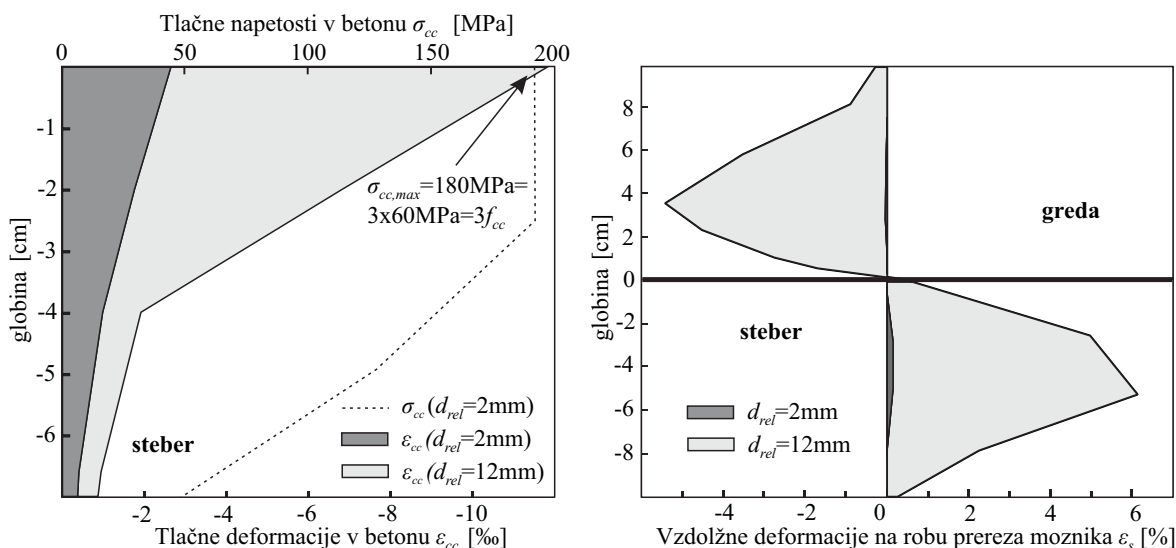 Tlačne napetosti v betonu σcc [MPa]
0 50 100 150 200
-1
-2
-3
-4
-5
-6
globina [cm]
σcc,max=180MPa=
3x60MPa=3fcc
steber
σcc(drel=2mm)
εcc(drel=2mm)
εcc(drel=12mm)
-2 -4 -6 -8 -10 -12
Tlačne deformacije v betonu εcc [‰]
8
6
4
2
0
-2
-4
-6
-8
globina [cm]
greda
steber
drel=2mm
drel=12mm
-4 -2 0 2 4 6
Vzdolžne deformacije na robu prereza moznika εs [%]